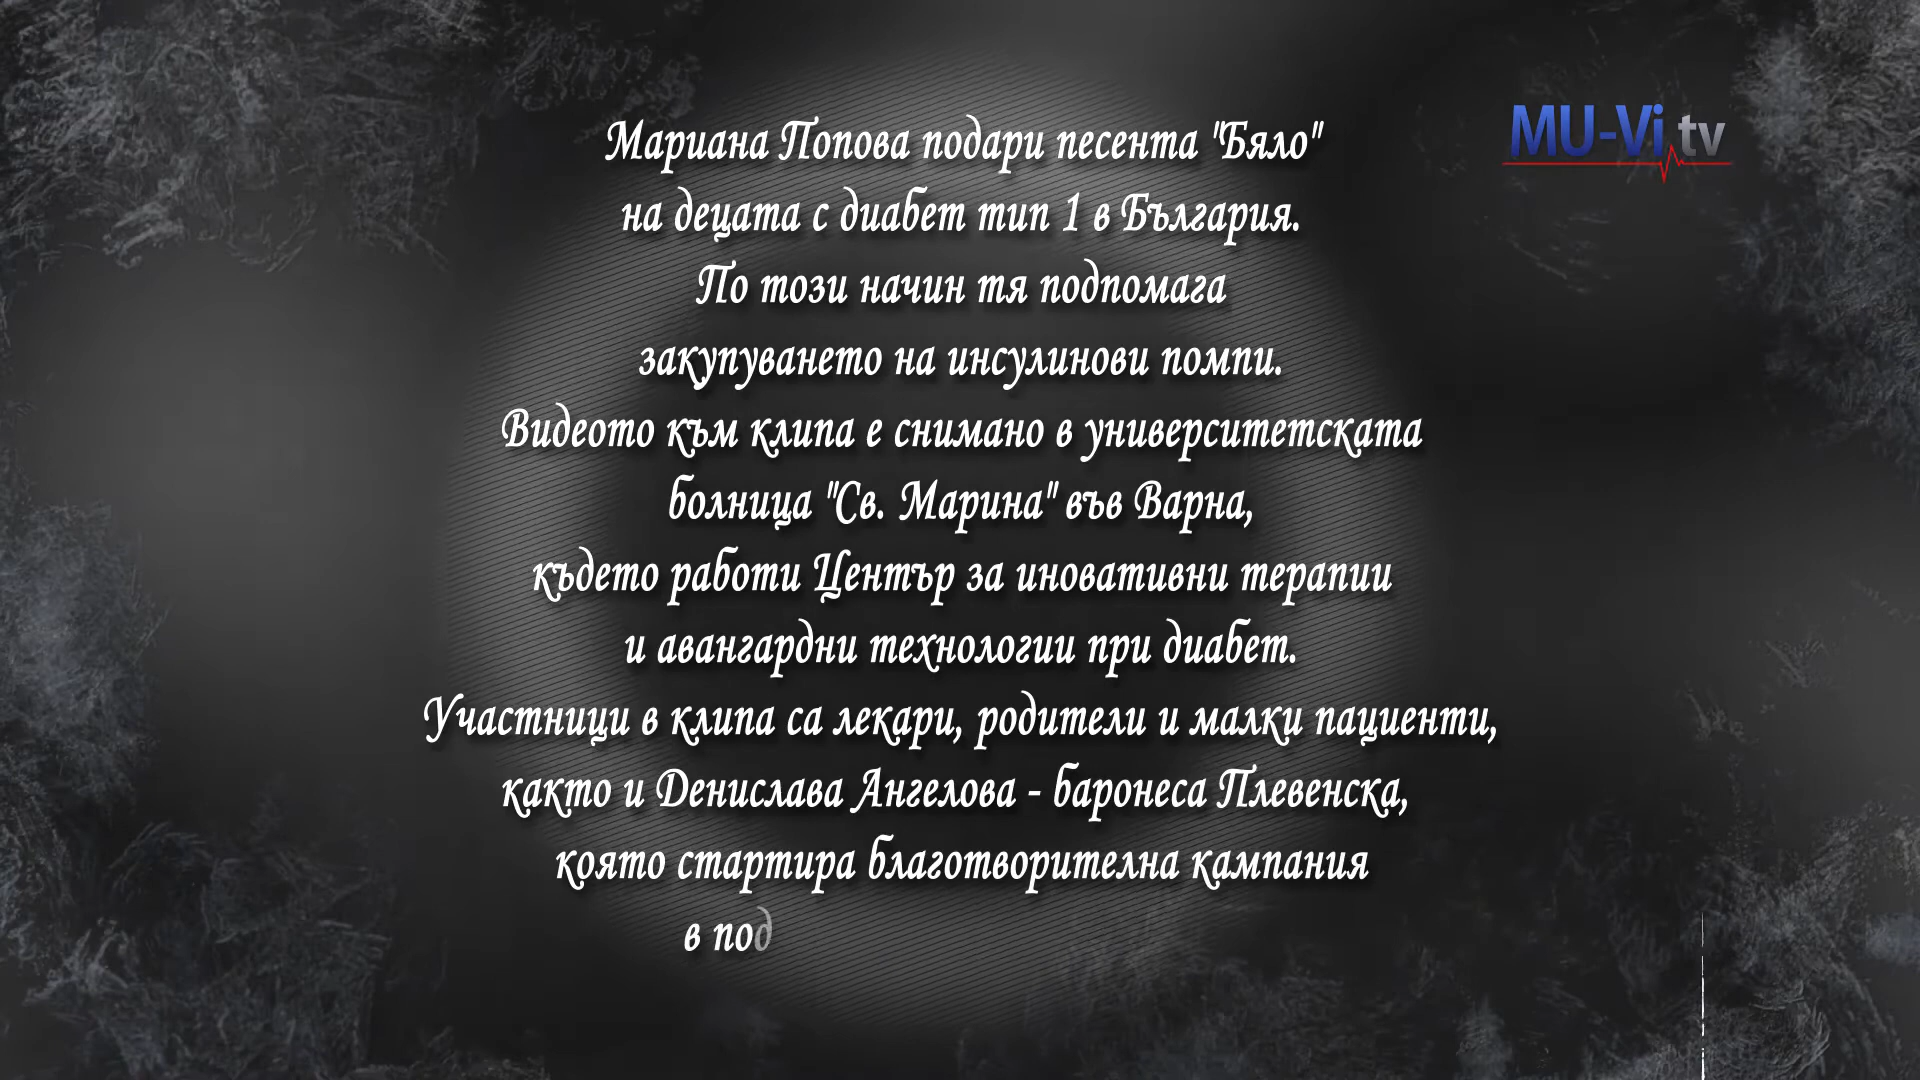 MU-Vi.tv
Мариана Попова подари песента "Бяло"
на децата с диабет тип 1 в България.
По този начин тя подпомага
закупуването на инсулинови помпи.
Видеото към клипа е снимано в университетската
болница "Св. Марина" във Варна,
където работи Център за иновативни терапии
и авангардни технологии при диабет.
Участници в клипа са лекари, родители и малки пациенти,
както и Денислава Ангелова - баронеса Плевенска,
която стартира благотворителна кампания
в под